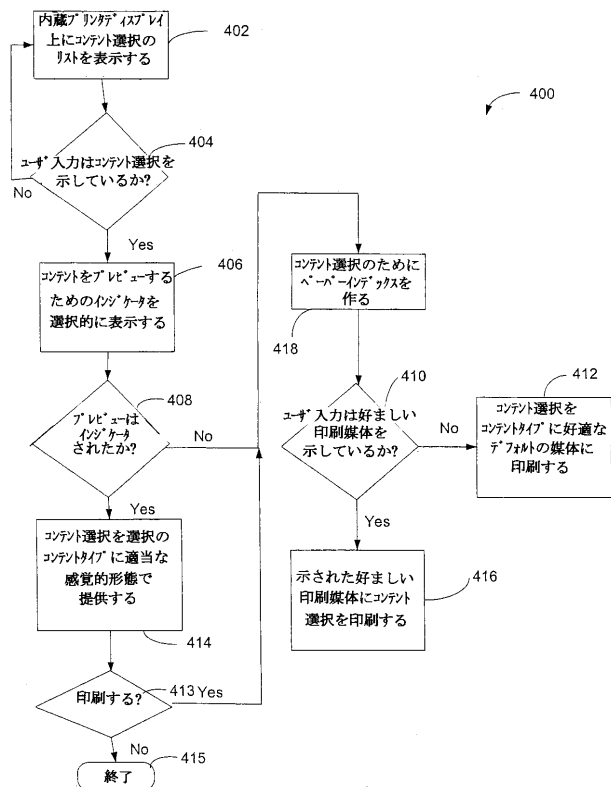 内蔵ﾌﾟﾘﾝﾀﾃﾞｨｽﾌﾟﾚｲ
上にｺﾝﾃﾝﾄ選択の
ﾘｽﾄを表示する
402
400
404
ﾕｰｻﾞ入力はｺﾝﾃﾝﾄ選択を
示しているか?
No
Yes
ｺﾝﾃﾝﾄをﾌﾟﾚﾋﾞｭｰする
ためのｲﾝｼﾞｹｰﾀを
選択的に表示する
406
408
ﾌﾟﾚﾋﾞｭｰは
ｲﾝｼﾞｹｰﾀ
されたか?
No
Yes
ｺﾝﾃﾝﾄ選択を選択の
ｺﾝﾃﾝﾄﾀｲﾌﾟに適当な
感覚的形態で
提供する
414
印刷する?
413
Yes
No
415
終了
ｺﾝﾃﾝﾄ選択のために
ﾍﾟｰﾊﾟｰｲﾝﾃﾞｯｸｽを
作る
418
410
ﾕｰｻﾞ入力は好ましい
印刷媒体を
示しているか?
No
Yes
412
ｺﾝﾃﾝﾄ選択を
ｺﾝﾃﾝﾄﾀｲﾌﾟに好適な
ﾃﾞﾌｫﾙﾄの媒体に
印刷する
示された好ましい
印刷媒体にｺﾝﾃﾝﾄ
選択を印刷する
416